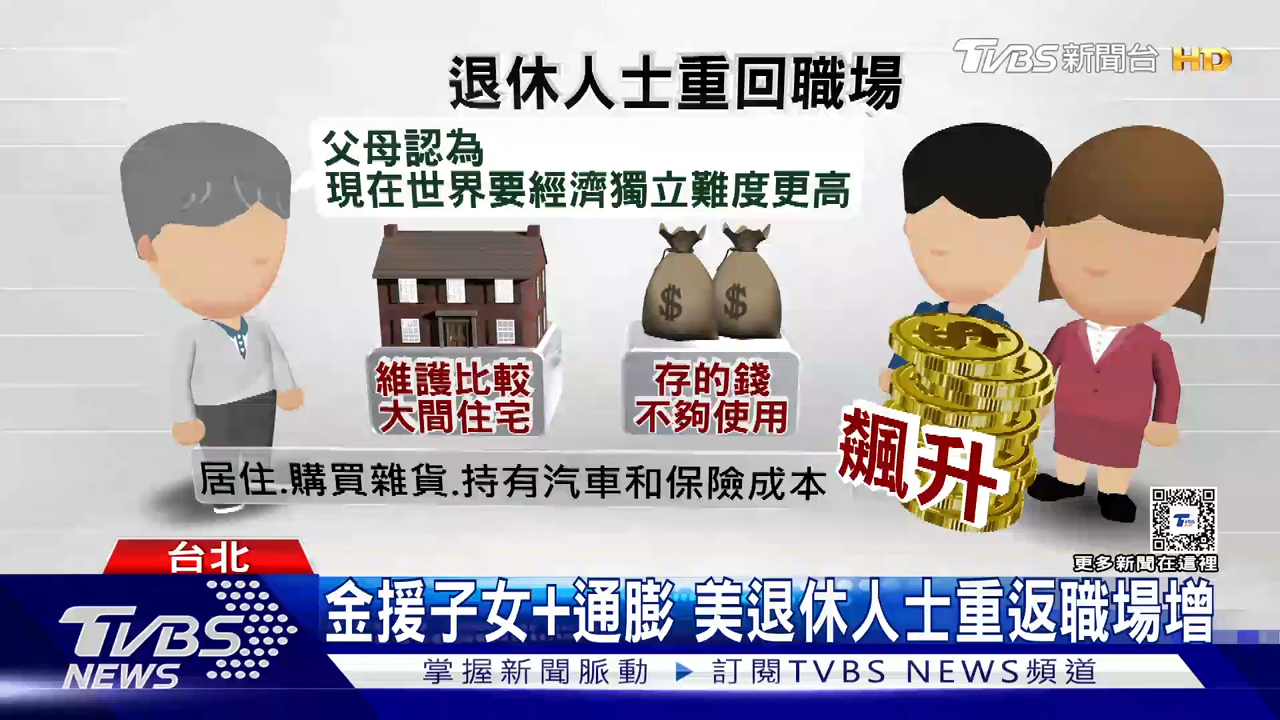 TVBS新聞台 HD
退休人士重回職場
父母認為
現在世界要經濟獨立難度更高
$ $
維護比較
大間住宅
存的錢
不夠使用
飆升
居住.購買雜貨.持有汽車和保險成本
TVBS
更多新聞在這裡
台北
金援子女+通膨 美退休人士重返職場增
TVBS
NEWS
掌握新聞脈動 ▶ 訂閱TVBS NEWS頻道